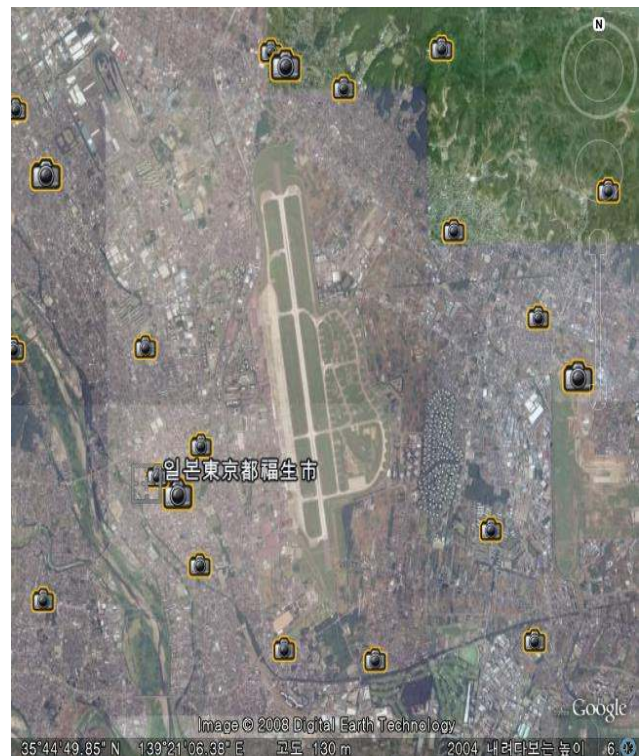 N
일본東京都福生市
Image © 2008 Digital Earth Technology
Google
35°44'49.85" N 139°21'06.38" E 고도 130 m 2004 내려다보는 높이 6.